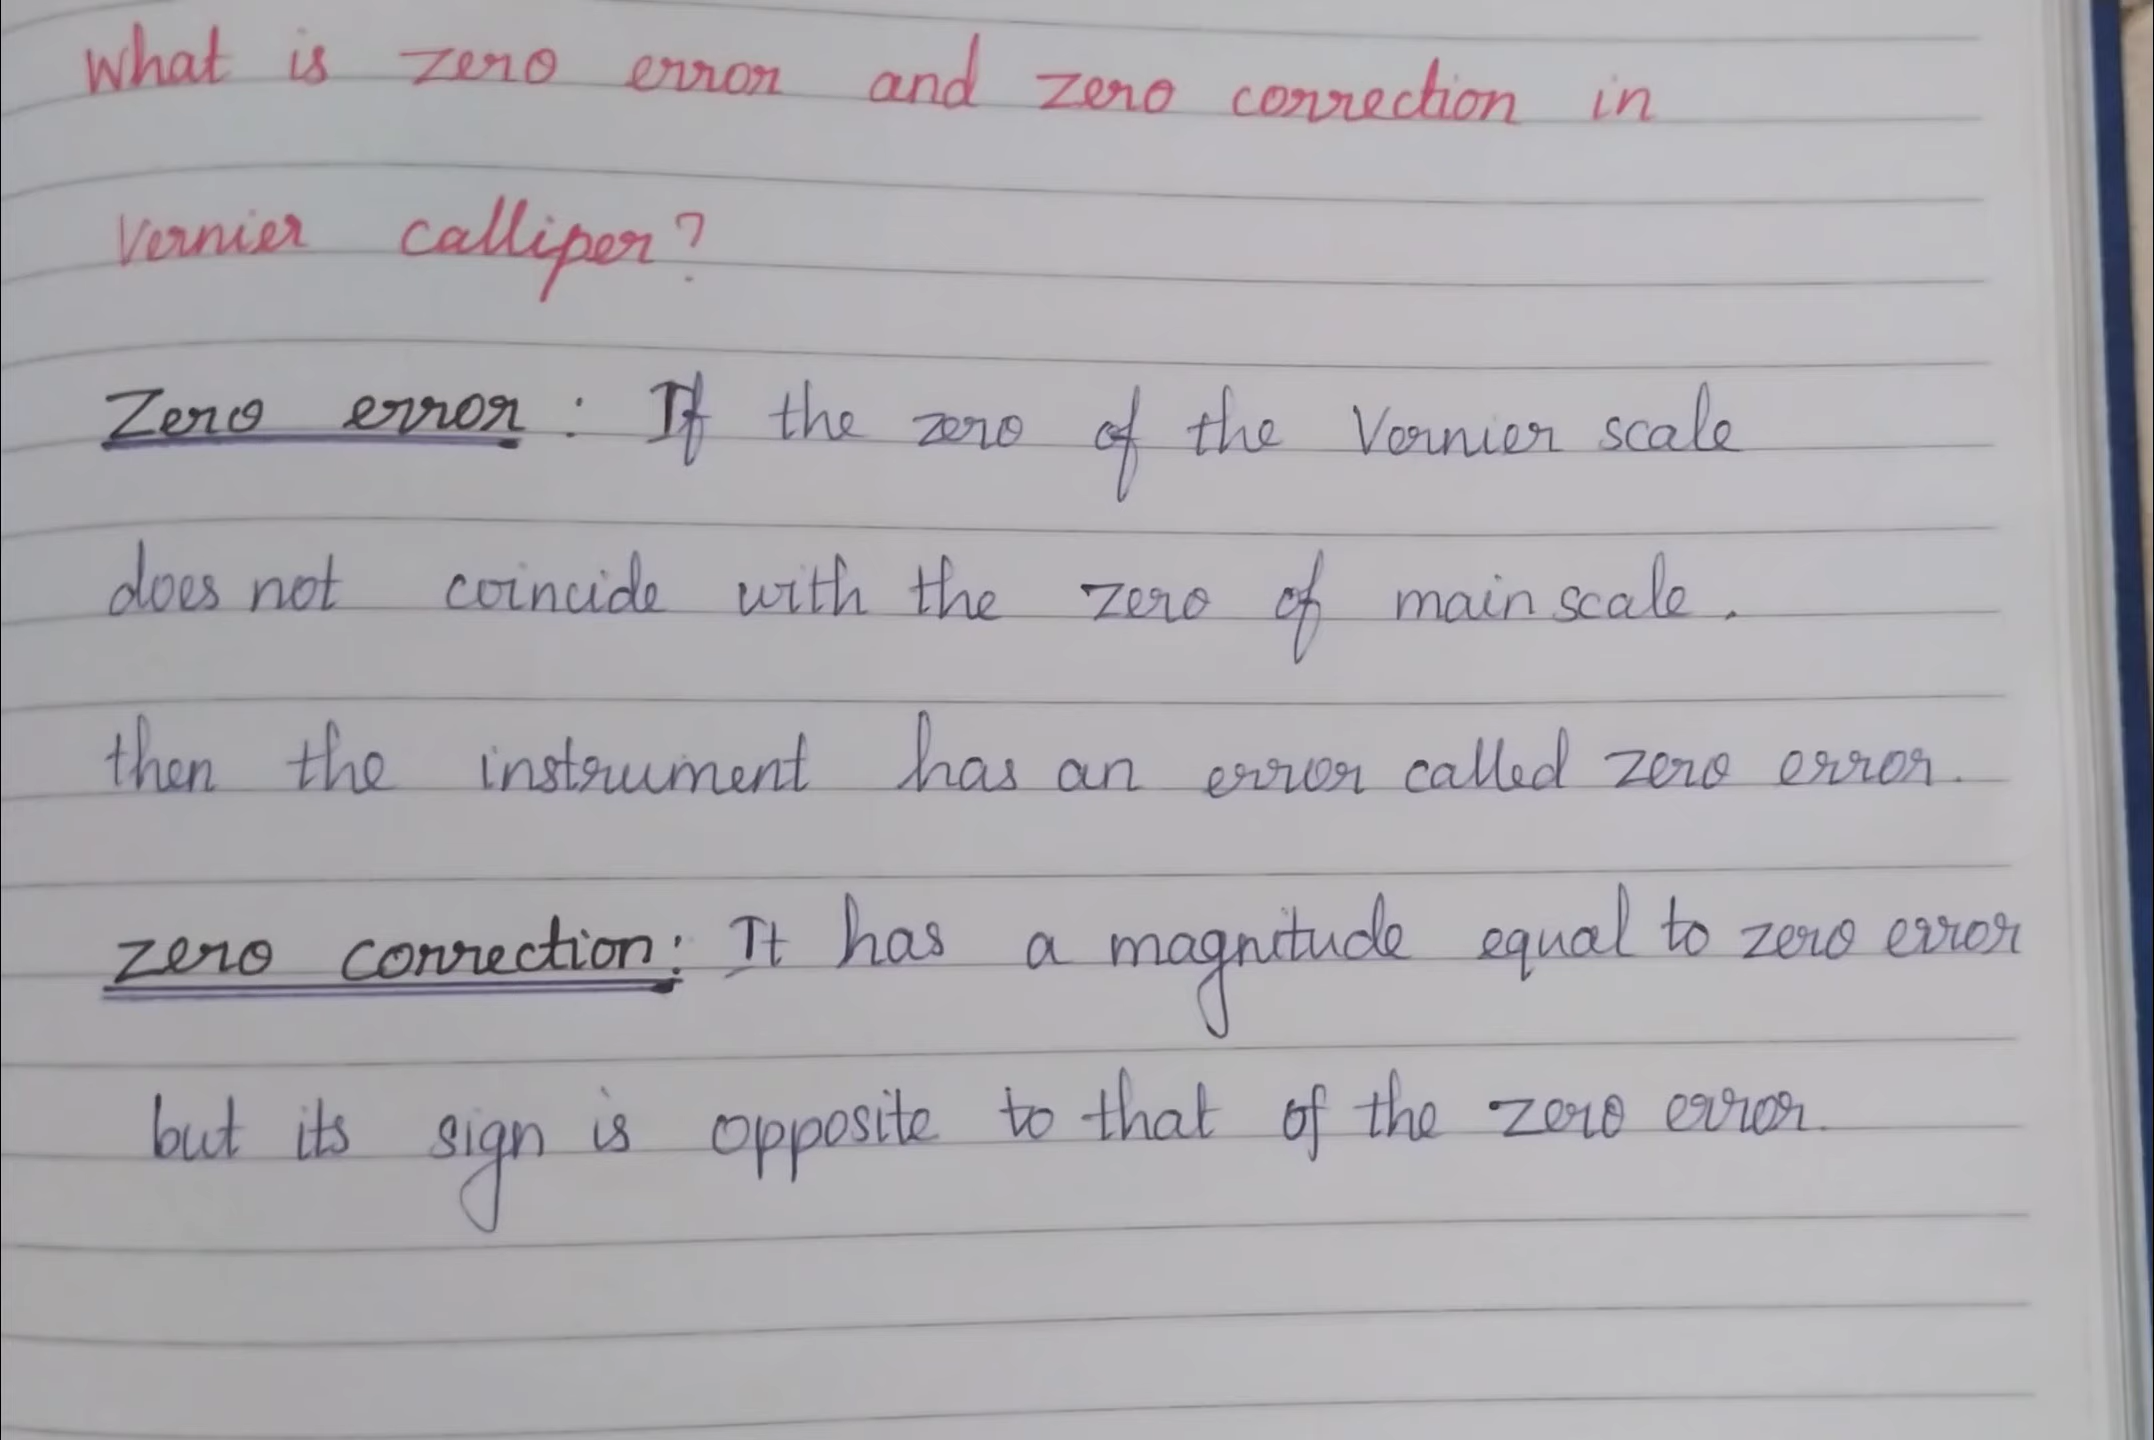 What is zero error and zero correction in
Vernier calliper?
Zero error : If the zero of the Vernier scale
does not coincide with the zero of main scale.
then the instrument has an error called zero error.
zero correction: It has a magnitude equal to zero error
but its sign is opposite to that of the zero error.